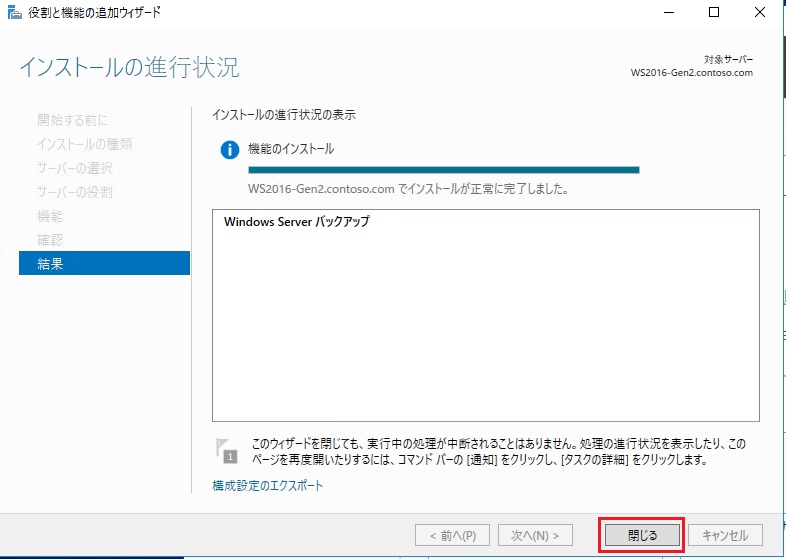 役割と機能の追加ウィザード
インストールの進行状況
対象サーバー
WS2016-Gen2.contoso.com
開始する前に
インストールの種類
サーバーの選択
サーバーの役割
機能
確認
結果
インストールの進行状況の表示
機能のインストール
WS2016-Gen2.contoso.com でインストールが正常に完了しました。
Windows Server バックアップ
1
このウィザードを閉じても、実行中の処理が中断されることはありません。処理の進行状況を表示したり、この
ページを再度開いたりするには、コマンド バーの [通知] をクリックし、[タスクの詳細] をクリックします。
構成設定のエクスポート
< 前へ(P)
次へ(N) >
閉じる
キャンセル